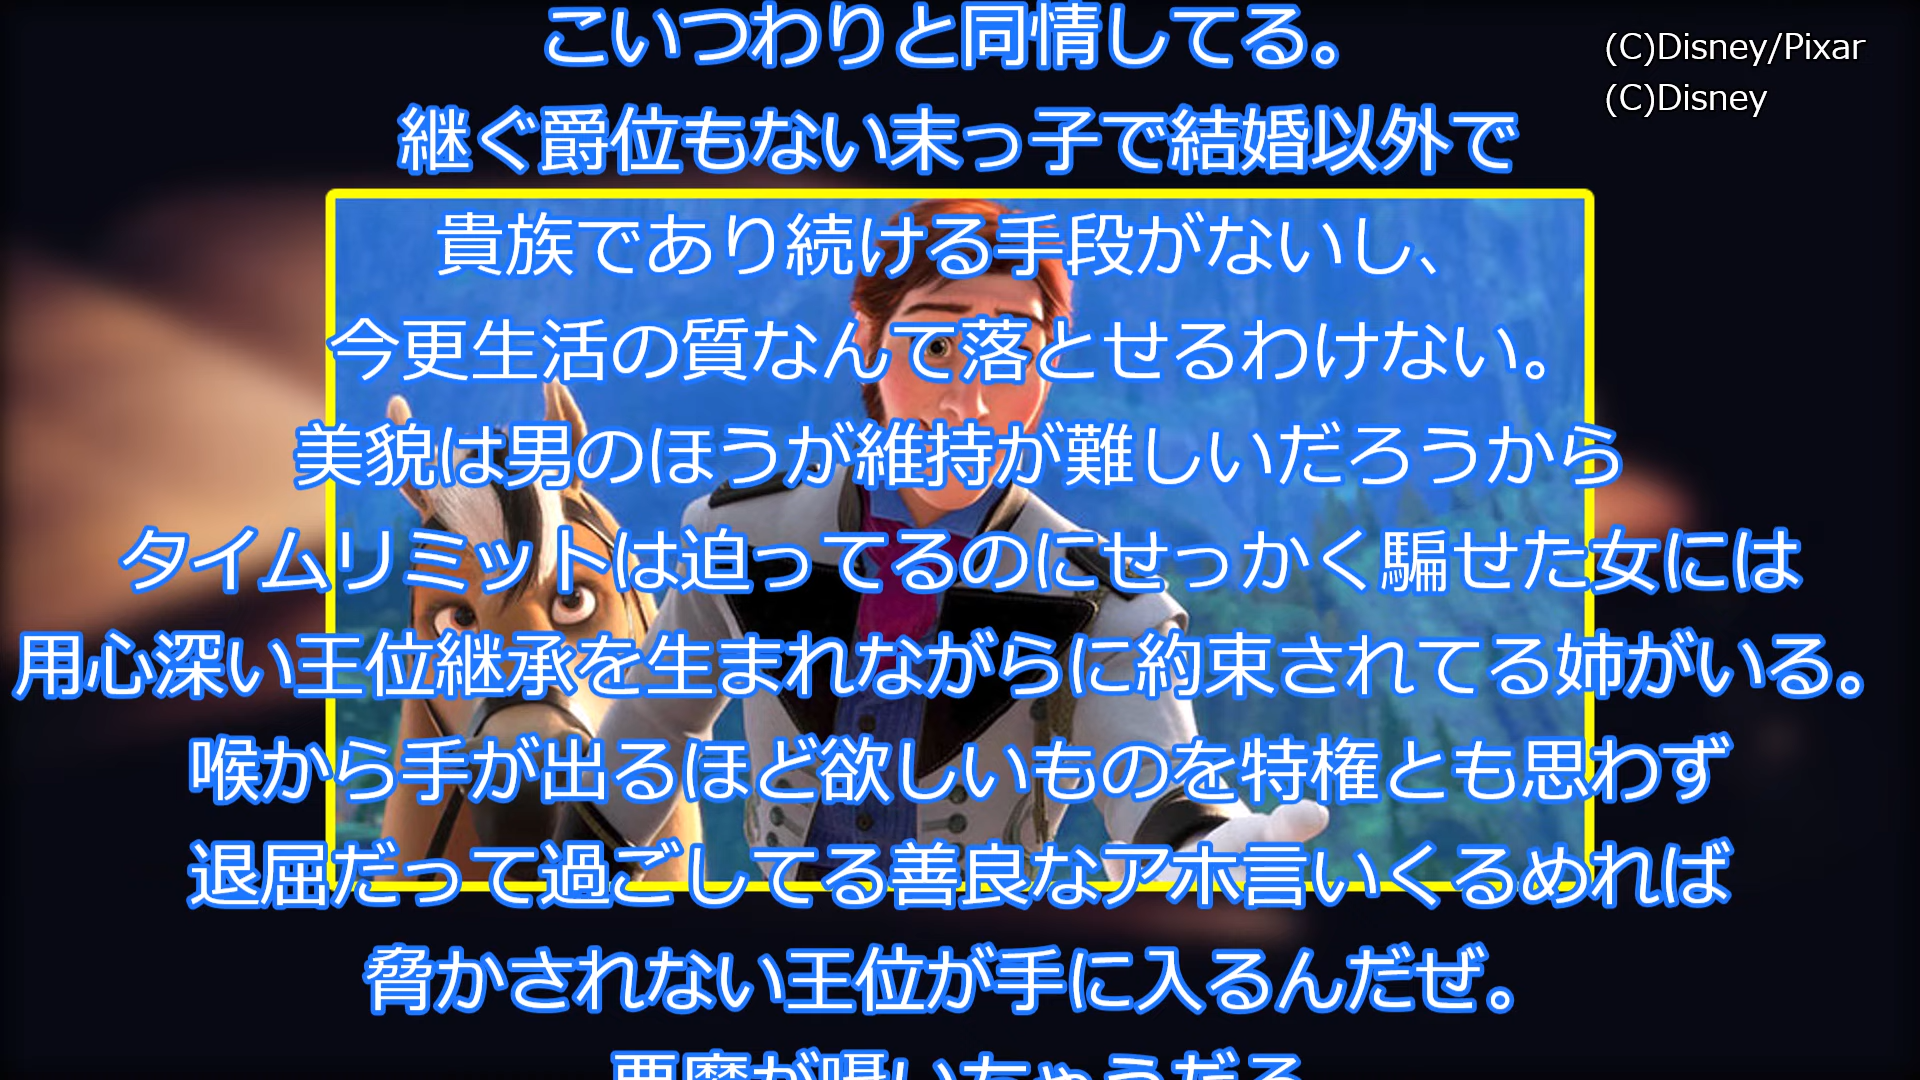 こいつわりと同情してる。
(C)Disney/Pixar
(C)Disney
継ぐ爵位もない末っ子で結婚以外で
貴族であり続ける手段がないし、
今更生活の質なんて落とせるわけない。
美貌は男のほうが維持が難しいだろうから
タイムリミットは迫ってるのにせっかく騙せた女には
用心深い王位継承を生まれながらに約束されてる姉がいる。
喉から手が出るほど欲しいものを特権とも思わず
退屈だって過ごしてる善良なアホ言いくるめれば
脅かされない王位が手に入るんだぜ。
悪魔が囁いちゃうだろ